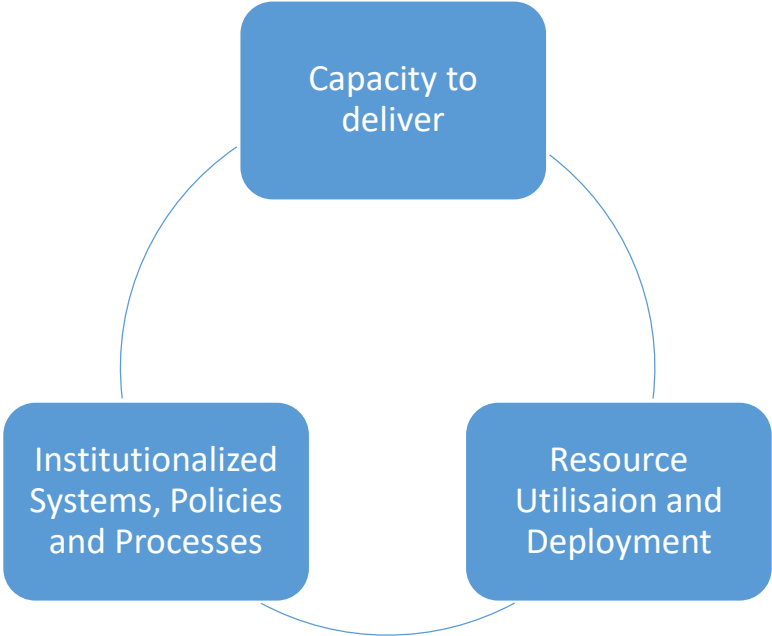 Capacity to
deliver
Institutionalized
Systems, Policies
and Processes
Resource
Utilisaion and
Deployment